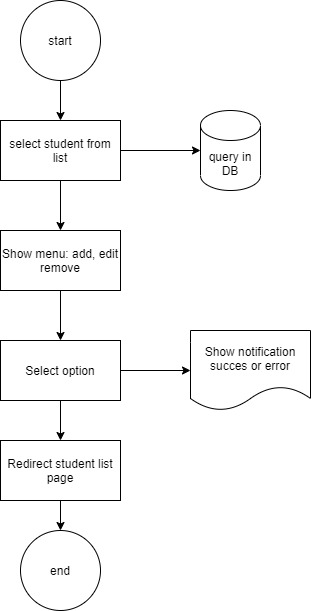 start
select student from
list
query in
DB
Show menu: add, edit
remove
Select option
Show notification
succes or error
Redirect student list
page
end